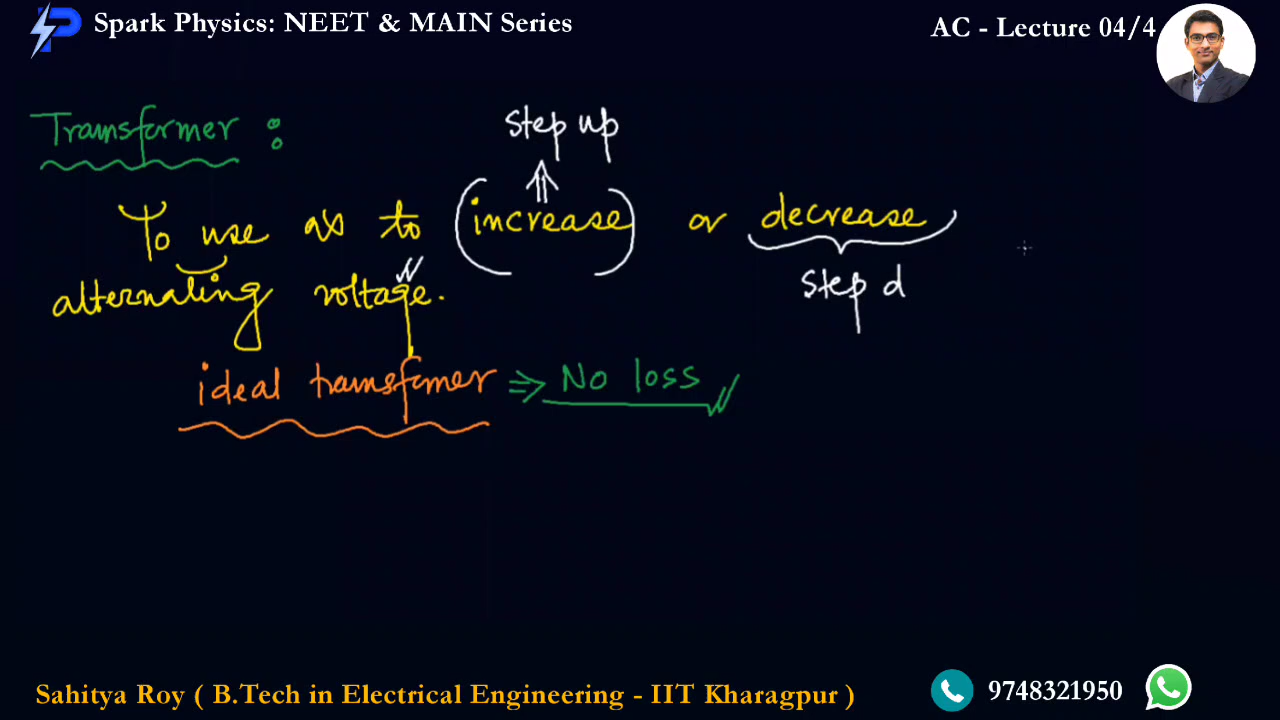 Spark Physics: NEET & MAIN Series
AC - Lecture 04/4
Transformer :
step up
To use as to (increase) or decrease
alternating voltage.
step d
ideal transformer ⇒ No loss
Sahitya Roy ( B.Tech in Electrical Engineering - IIT Kharagpur )
9748321950